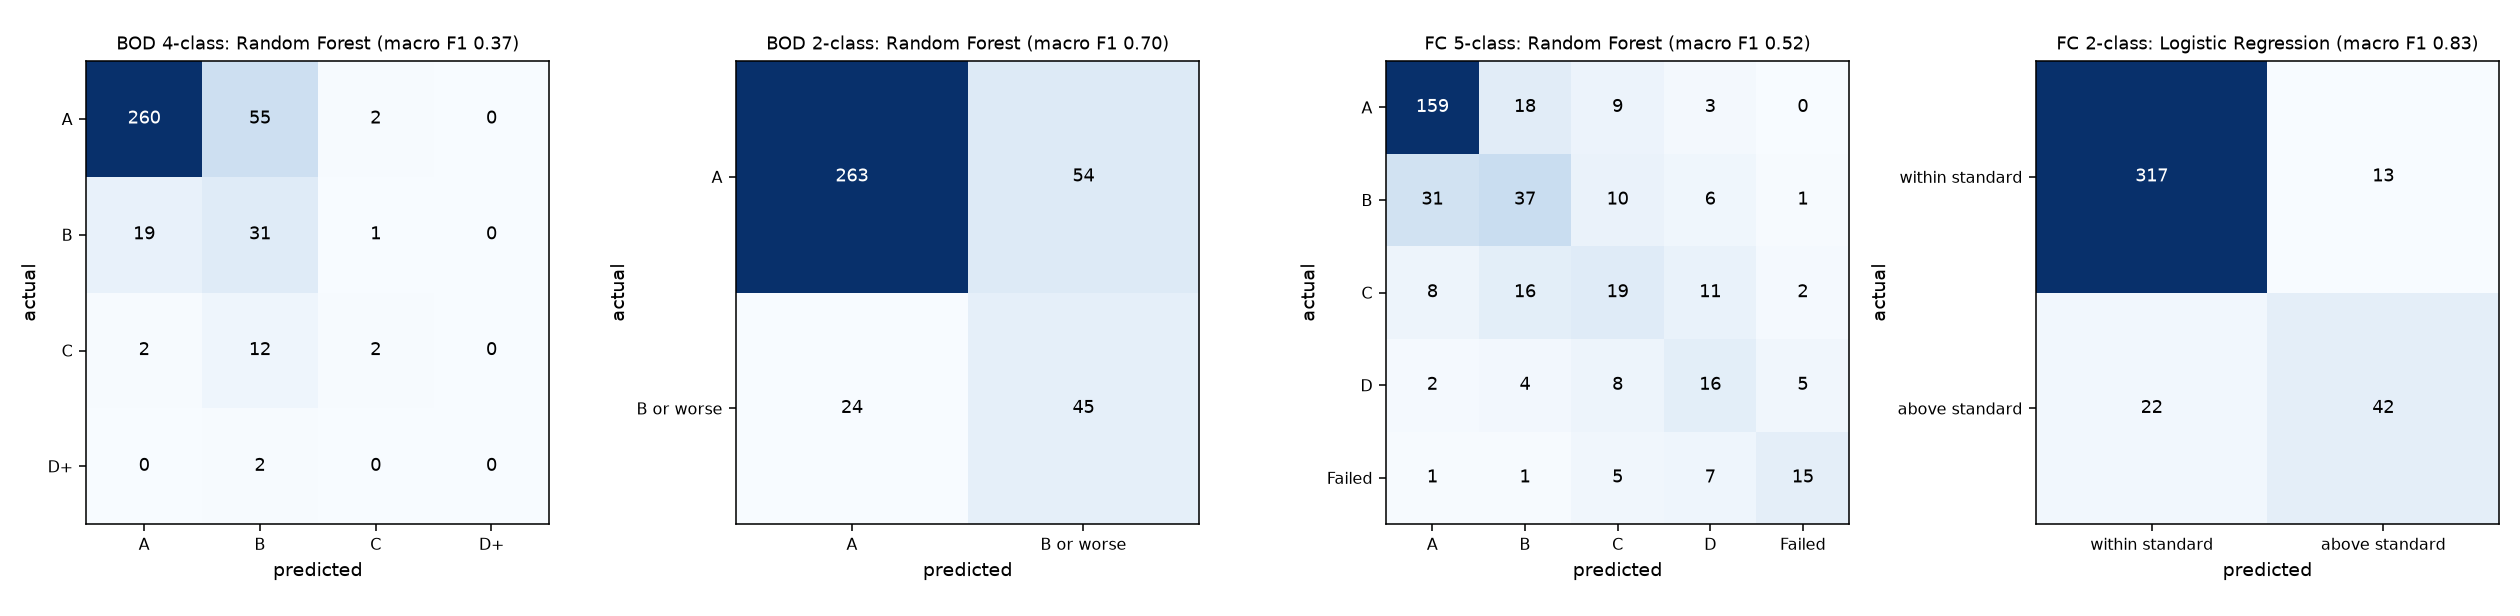 BOD 4-class: Random Forest (macro F1 0.37)
A 260 55 2 0
B 19 31 1 0
C 2 12 2 0
D+ 0 2 0 0
A B C D+
predicted
actual
BOD 2-class: Random Forest (macro F1 0.70)
A 263 54
B or worse 24 45
A B or worse
predicted
actual
FC 5-class: Random Forest (macro F1 0.52)
A 159 18 9 3 0
B 31 37 10 6 1
C 8 16 19 11 2
D 2 4 8 16 5
Failed 1 1 5 7 15
A B C D Failed
predicted
actual
FC 2-class: Logistic Regression (macro F1 0.83)
within standard 317 13
above standard 22 42
within standard above standard
predicted
actual